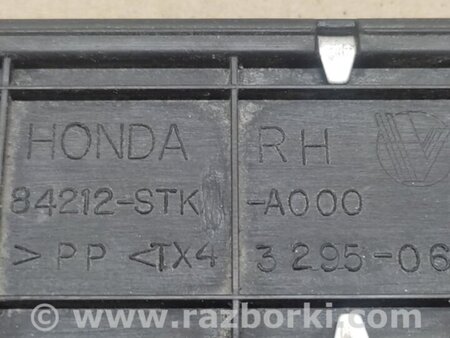 HONDA RH
84212-STK -A000
>PP<TX4 3295-06
www.razborki.com